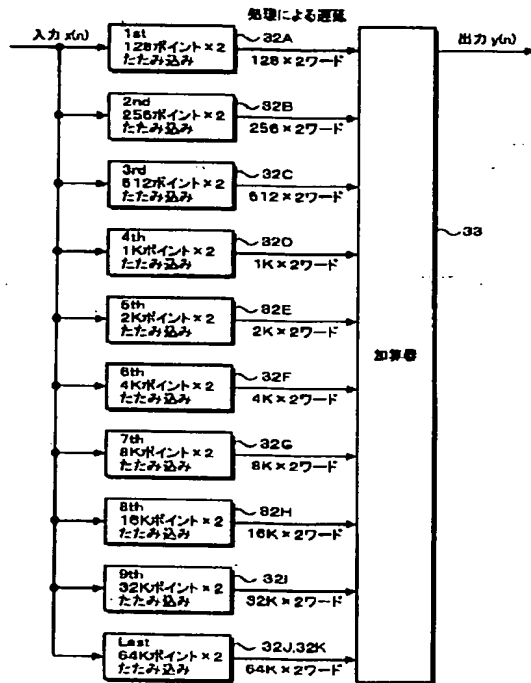 処理による遅延
入力 x(n)
1st
128ポイント×2
たたみ込み
32A
128×2ワード
出力 y(n)
2nd
256ポイント×2
たたみ込み
32B
256×2ワード
3rd
512ポイント×2
たたみ込み
32C
512×2ワード
33
4th
1Kポイント×2
たたみ込み
32D
1K×2ワード
5th
2Kポイント×2
たたみ込み
32E
2K×2ワード
加算器
6th
4Kポイント×2
たたみ込み
32F
4K×2ワード
7th
8Kポイント×2
たたみ込み
32G
8K×2ワード
8th
16Kポイント×2
たたみ込み
32H
16K×2ワード
9th
32Kポイント×2
たたみ込み
32I
32K×2ワード
Last
64Kポイント×2
たたみ込み
32J,32K
64K×2ワード